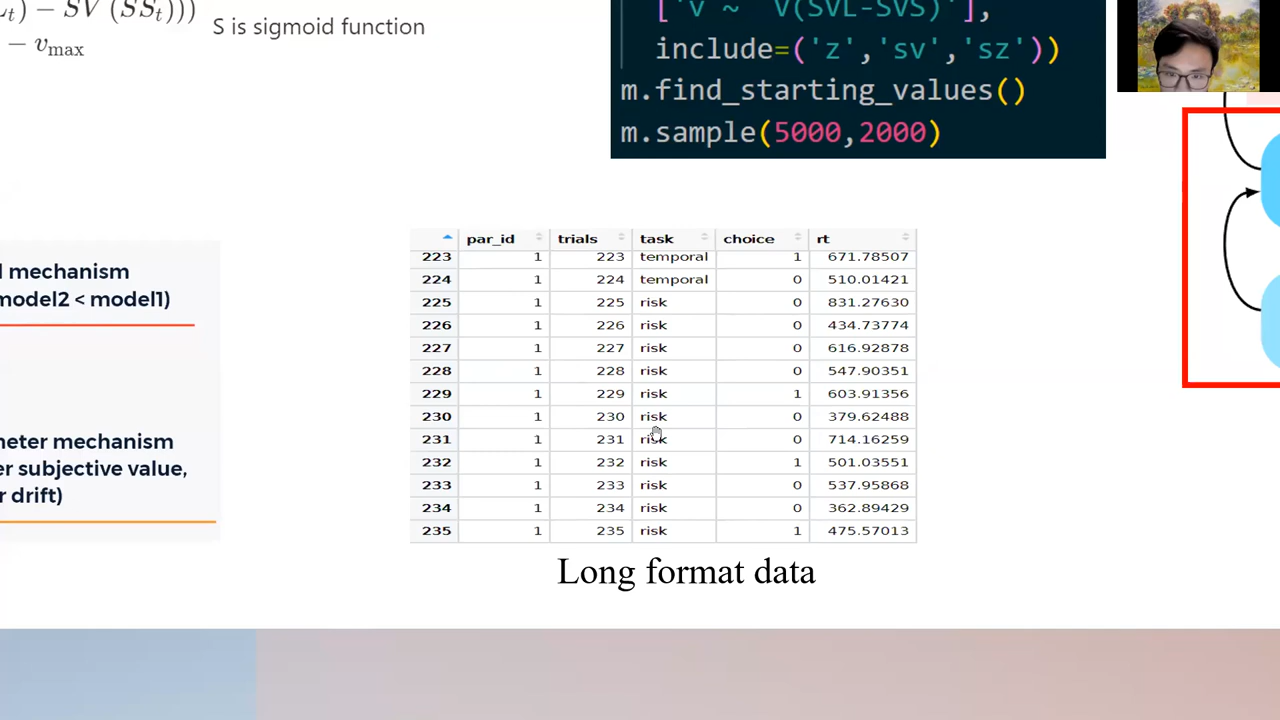 t) − SV (SSt)))
− vmax
S is sigmoid function
['v ~ V(SVL-SVS)'],
include=('z','sv','sz'))
m.find_starting_values()
m.sample(5000,2000)
mechanism
model2 < model1)
meter mechanism
subjective value,
drift)
par_id trials task choice rt
223 1 223 temporal 1 671.78507
224 1 224 temporal 0 510.01421
225 1 225 risk 0 831.27630
226 1 226 risk 0 434.73774
227 1 227 risk 0 616.92878
228 1 228 risk 0 547.90351
229 1 229 risk 1 603.91356
230 1 230 risk 0 379.62488
231 1 231 risk 0 714.16259
232 1 232 risk 1 501.03551
233 1 233 risk 0 537.95868
234 1 234 risk 0 362.89429
235 1 235 risk 1 475.57013
Long format data